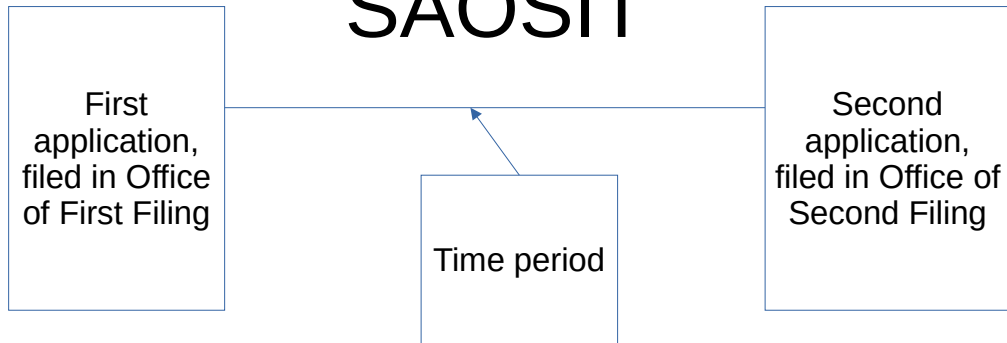 SAOSIT
First
application,
filed in Office
of First Filing
Second
application,
filed in Office of
Second Filing
Time period